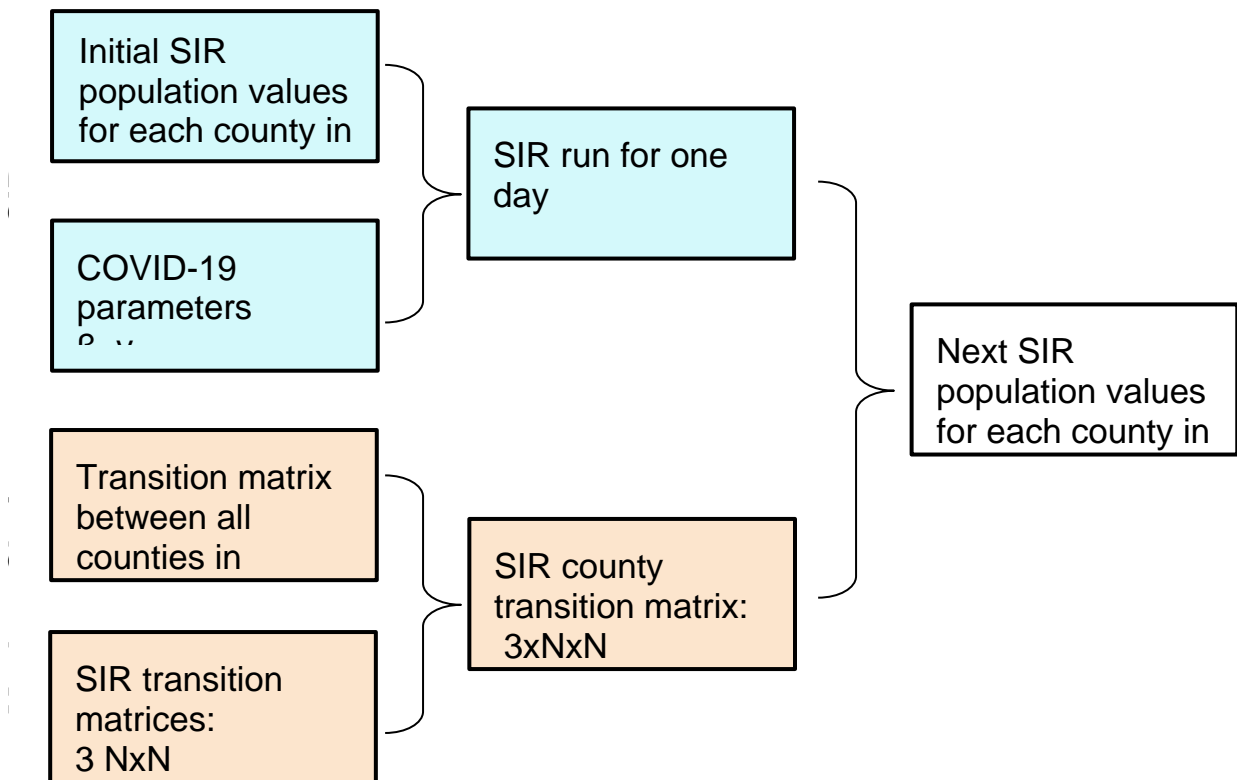 Initial SIR
population values
for each county in
COVID-19
parameters
SIR run for one
day
Transition matrix
between all
counties in
SIR transition
matrices:
3 NxN
SIR county
transition matrix:
3xNxN
Next SIR
population values
for each county in